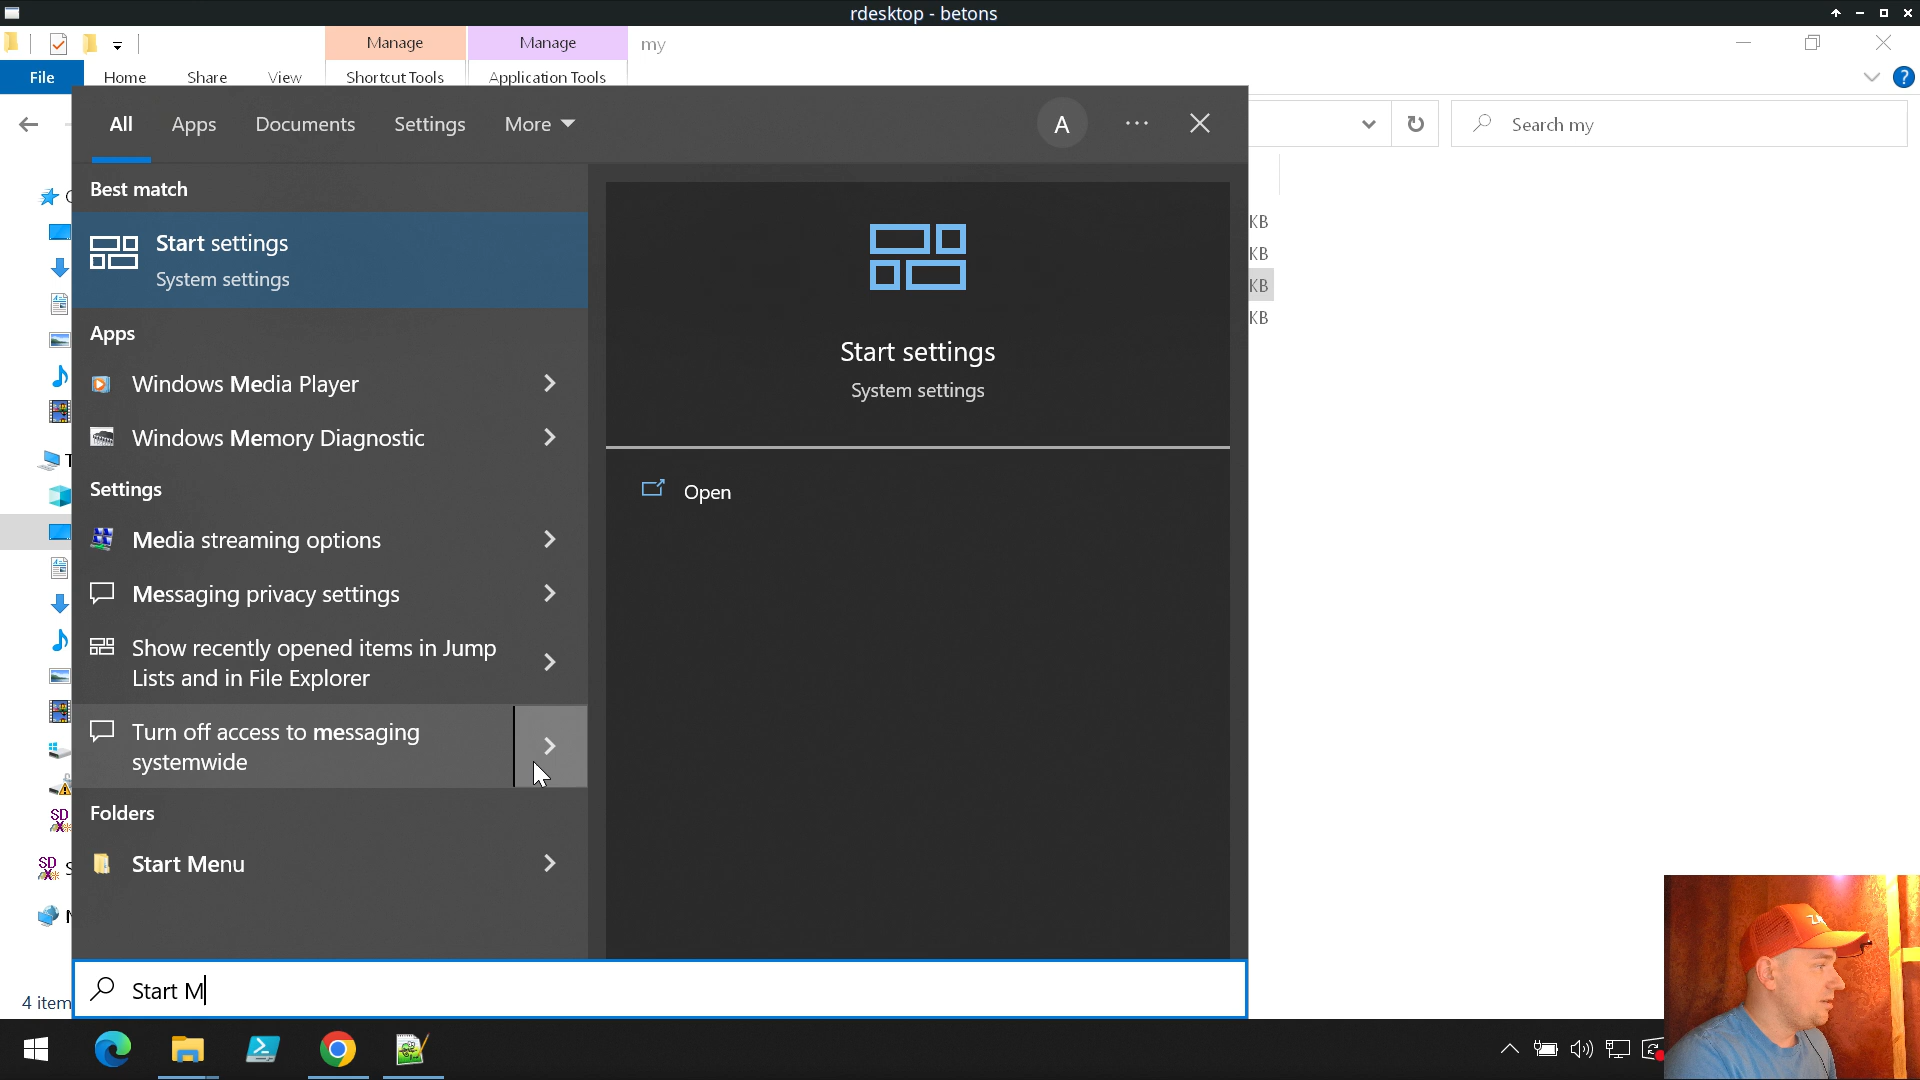 rdesktop - betons
Manage
Manage
my
File
Home
Share
View
Shortcut Tools
Application Tools
?
All
Apps
Documents
Settings
More
A
Search my
Best match
Start settings
System settings
Apps
Windows Media Player
Windows Memory Diagnostic
Settings
Media streaming options
Messaging privacy settings
Show recently opened items in Jump
Lists and in File Explorer
Turn off access to messaging
systemwide
Folders
Start Menu
Start settings
System settings
Open
KB
KB
KB
KB
SD
SD
4 item
Start M